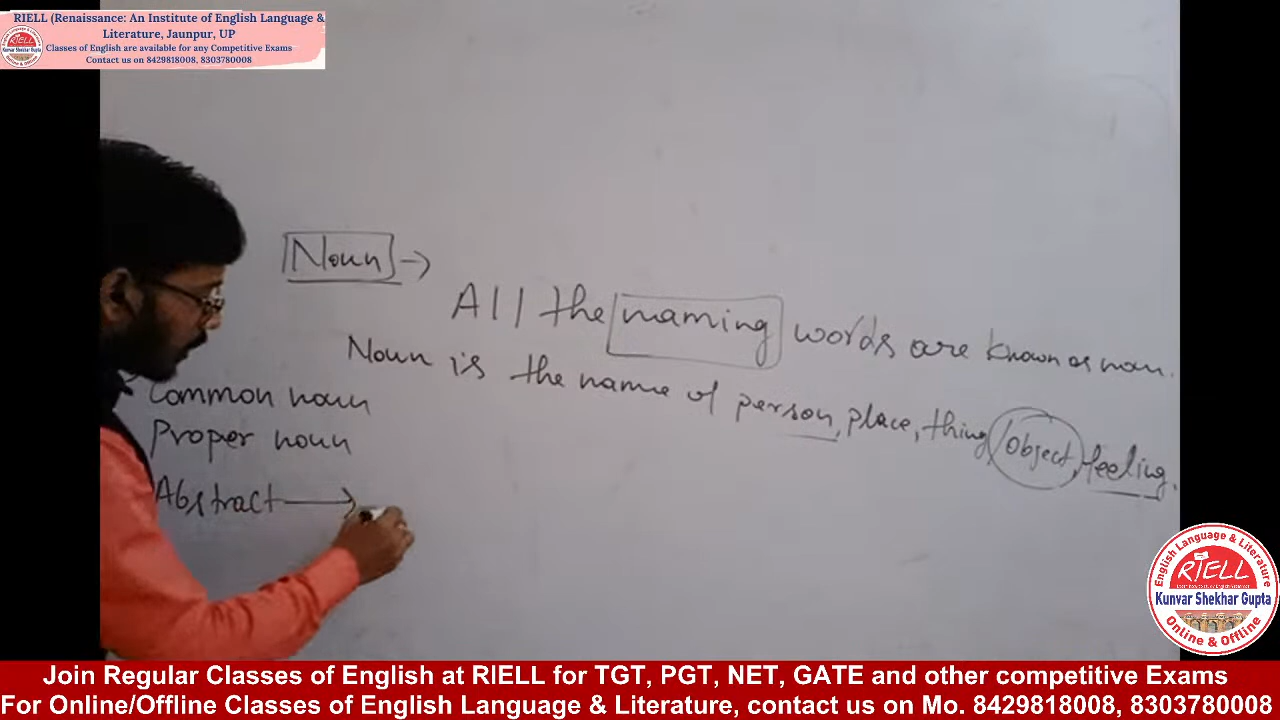 RIELL (Renaissance: An Institute of English Language &
Literature, Jaunpur, UP
Classes of English are available for any Competitive Exams
Contact us on 8429818008, 8303780008
Noun →
All the naming words are known as noun.
Noun is the name of person, place, thing/object, feeling.
Common noun
Proper noun
Abstract →
English Language & Literature
RIELL
Kunvar Shekhar Gupta
Online & Offline
Join Regular Classes of English at RIELL for TGT, PGT, NET, GATE and other competitive Exams
For Online/Offline Classes of English Language & Literature, contact us on Mo. 8429818008, 8303780008